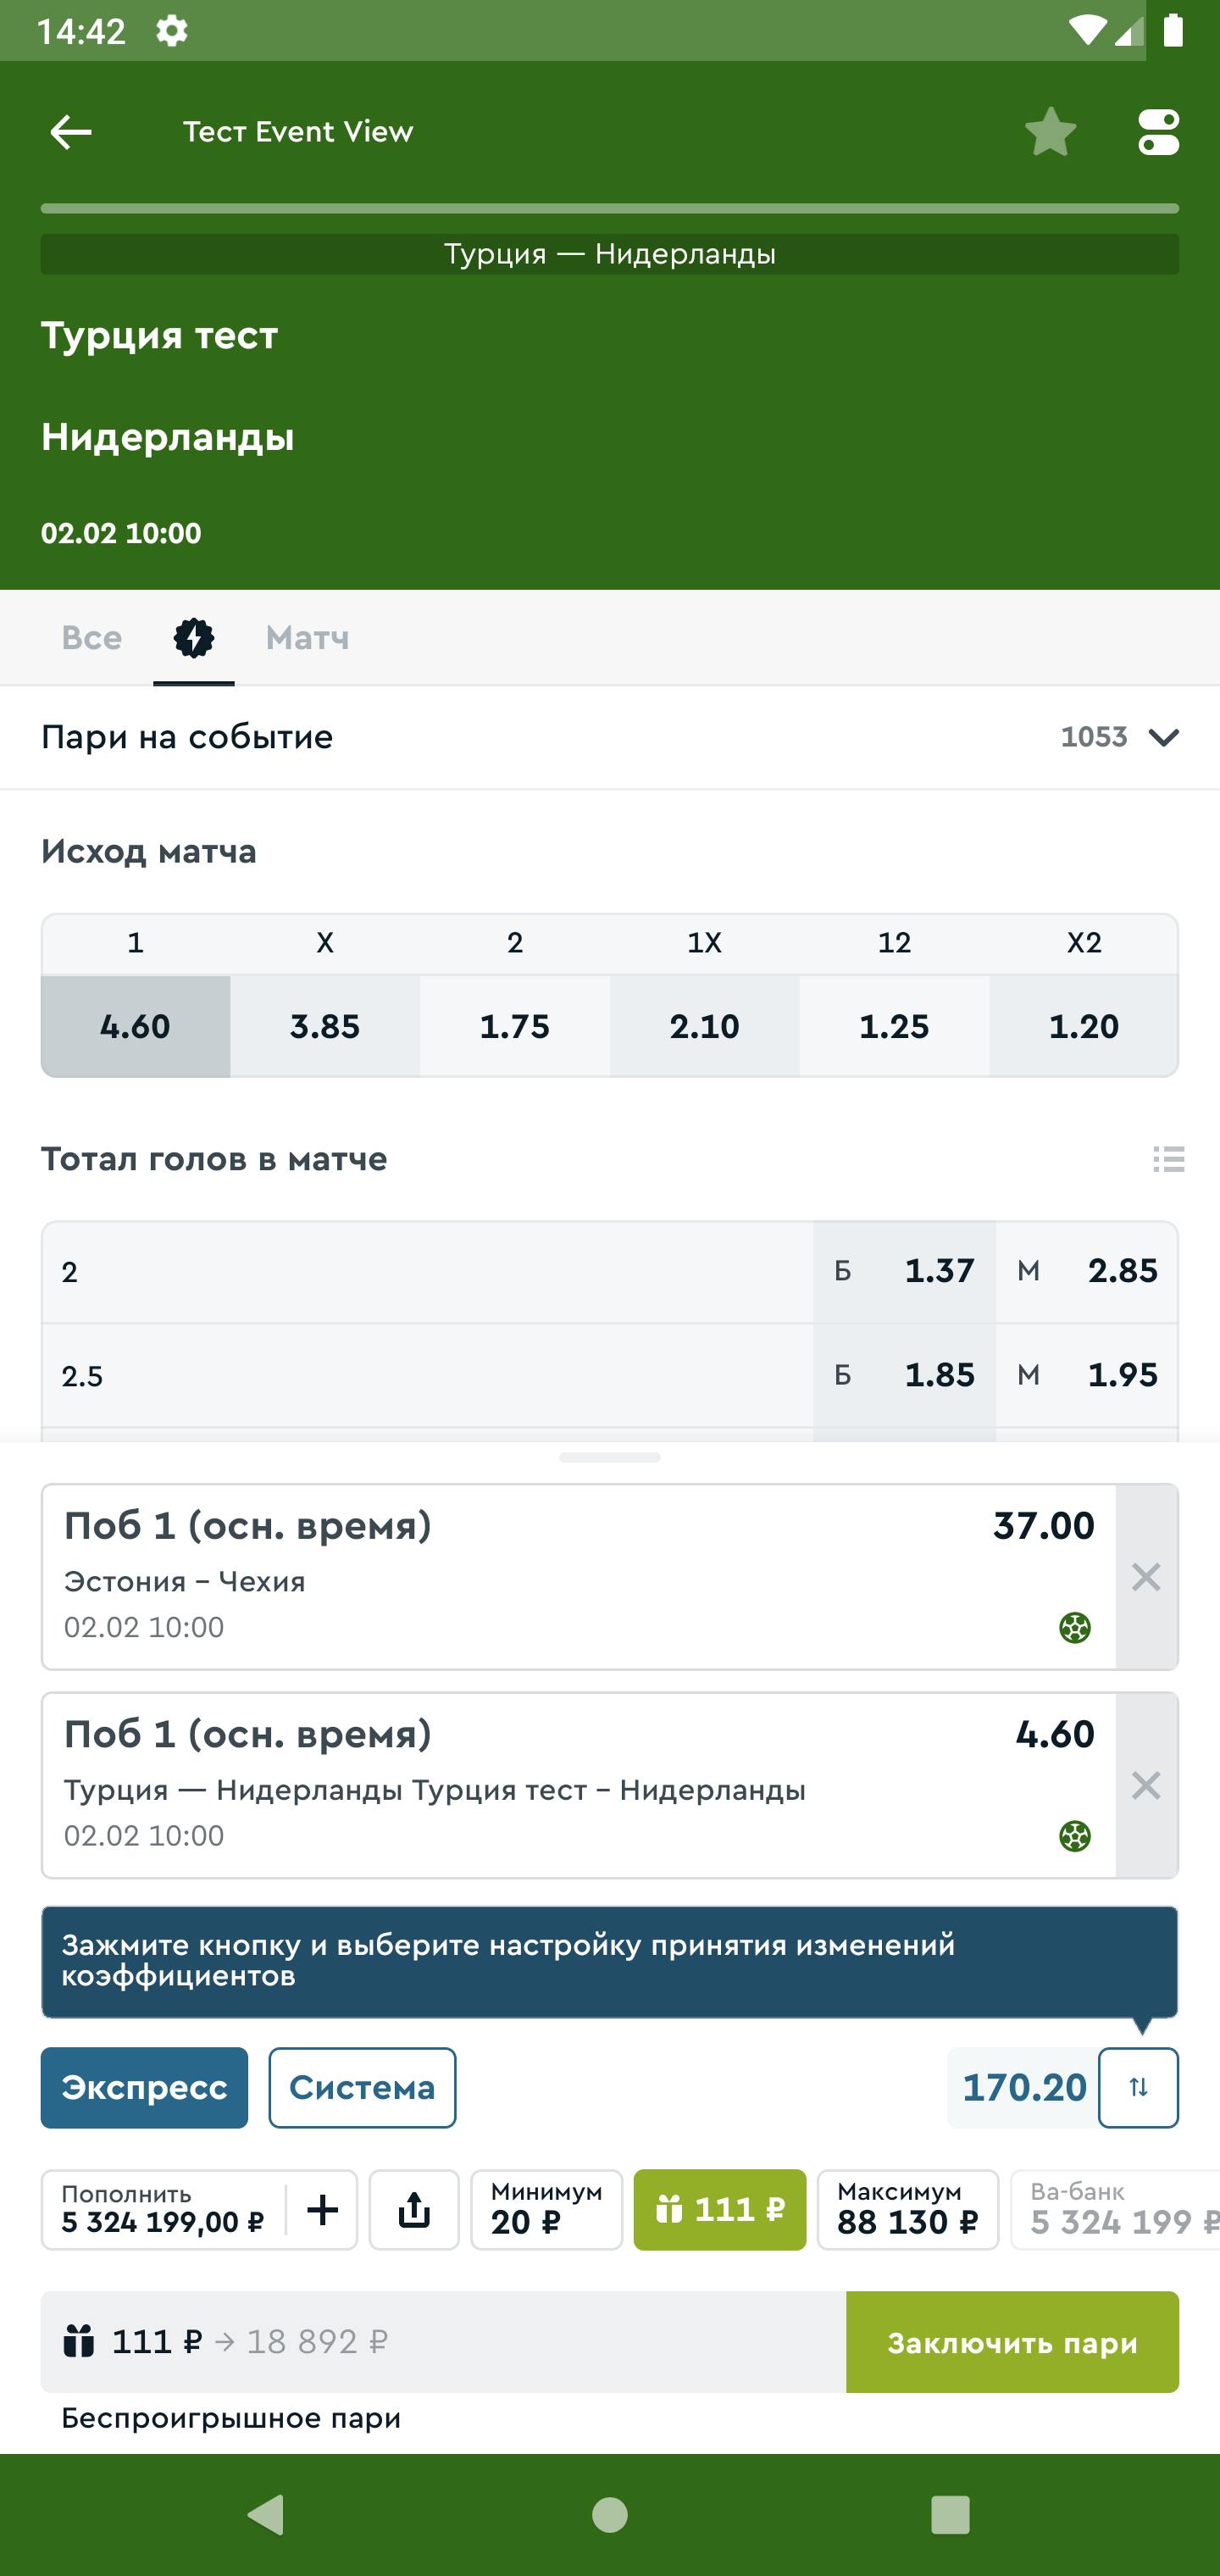 14:42
Тест Event View
Турция — Нидерланды
Турция тест
Нидерланды
02.02 10:00
Все
Матч
Пари на событие
1053
Исход матча
1 X 2 1X 12 X2
4.60 3.85 1.75 2.10 1.25 1.20
Тотал голов в матче
2 Б 1.37 М 2.85
2.5 Б 1.85 М 1.95
Поб 1 (осн. время) 37.00
Эстония – Чехия
02.02 10:00
Поб 1 (осн. время) 4.60
Турция — Нидерланды Турция тест – Нидерланды
02.02 10:00
Зажмите кнопку и выберите настройку принятия изменений
коэффициентов
Экспресс Система 170.20
Пополнить
5 324 199,00 ₽
Минимум
20 ₽
111 ₽
Максимум
88 130 ₽
Ва-банк
5 324 199 ₽
111 ₽ → 18 892 ₽
Заключить пари
Беспроигрышное пари